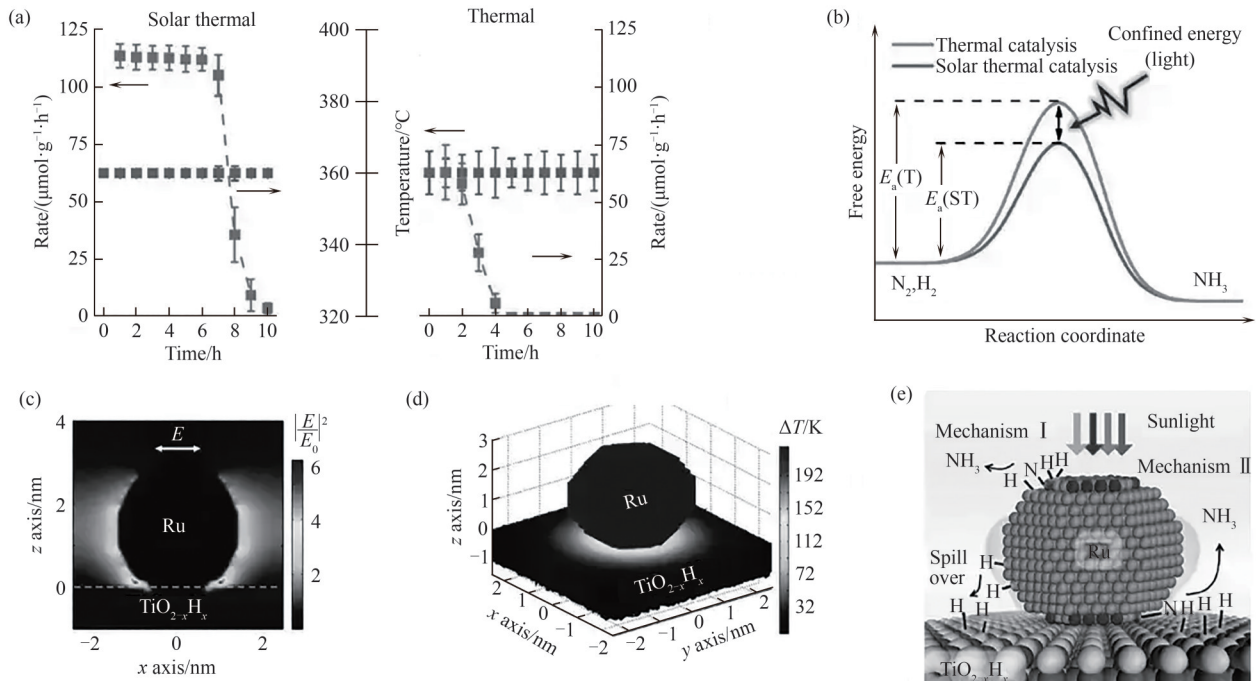 (a)
Solar thermal
Thermal
125
100
75
50
25
0
Rate/(μmol·g⁻¹·h⁻¹)
0 2 4 6 8 10
Time/h
400
380
360
340
320
Temperature/°C
125
100
75
50
25
0
Rate/(μmol·g⁻¹·h⁻¹)
0 2 4 6 8 10
Time/h
(b)
Thermal catalysis
Solar thermal catalysis
Confined energy
(light)
Eₐ(T)
Eₐ(ST)
N₂,H₂
NH₃
Free energy
Reaction coordinate
(c)
E
|E/E₀|²
4
2
0
z axis/nm
Ru
TiO₂₋ₓHₓ
6
4
2
−2 0 2
x axis/nm
(d)
ΔT/K
3
2
1
0
−1
z axis/nm
Ru
TiO₂₋ₓHₓ
192
152
112
72
32
2 1 0 −1 −2
x axis/nm
−2 −1 0 1 2
y axis/nm
(e)
Mechanism Ⅰ
Sunlight
Mechanism Ⅱ
NH₃
H N H H
H
NH₃
Ru
Spill
over
H
H
H H
N H H H
H
TiO₂₋ₓHₓ